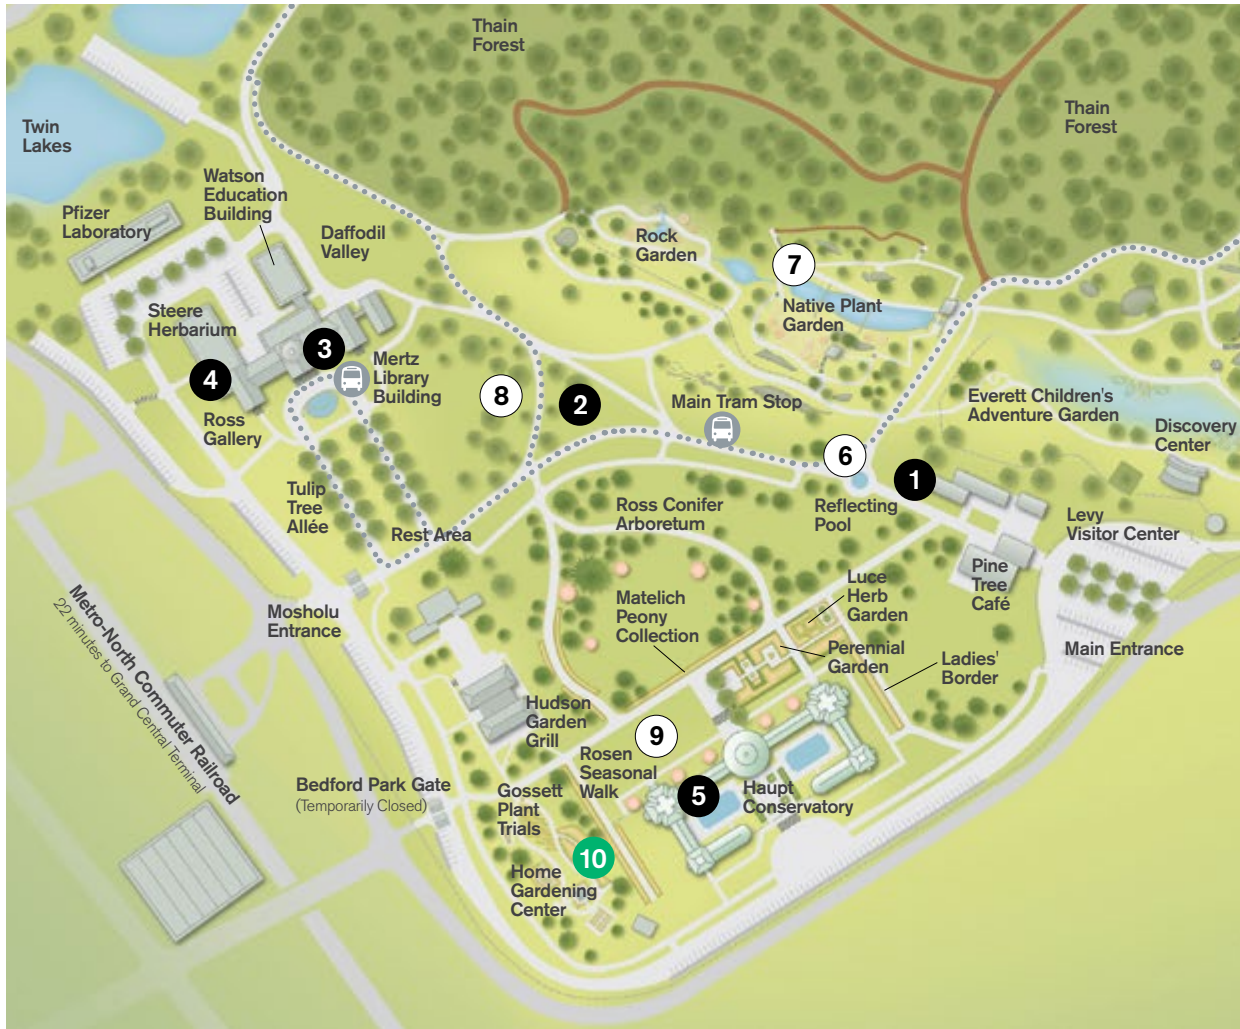 Thain
Forest
Thain
Forest
Twin
Lakes
Watson
Education
Building
Pfizer
Laboratory
Daffodil
Valley
Rock
Garden
7
Native Plant
Garden
Steere
Herbarium
3
4
Mertz
Library
Building
8
2
Main Tram Stop
Everett Children's
Adventure Garden
Discovery
Center
Ross
Gallery
6
1
Reflecting
Pool
Tulip
Tree
Allée
Rest Area
Ross Conifer
Arboretum
Levy
Visitor Center
Pine
Tree
Café
Luce
Herb
Garden
Matelich
Peony
Collection
Mosholu
Entrance
Perennial
Garden
Ladies'
Border
Main Entrance
Metro-North Commuter Railroad
22 minutes to Grand Central Terminal
Hudson
Garden
Grill
9
Rosen
Seasonal
Walk
Bedford Park Gate
(Temporarily Closed)
Gossett
Plant
Trials
5
Haupt
Conservatory
10
Home
Gardening
Center